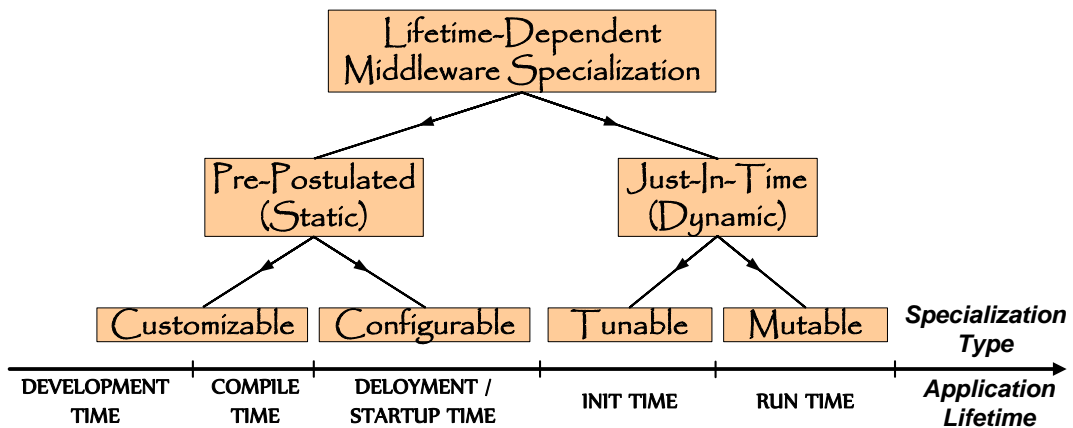 Lifetime-Dependent
Middleware Specialization
Pre-Postulated
(Static)
Just-In-Time
(Dynamic)
Customizable
Configurable
Tunable
Mutable
Specialization
Type
DEVELOPMENT
TIME
COMPILE
TIME
DELOYMENT /
STARTUP TIME
INIT TIME
RUN TIME
Application
Lifetime